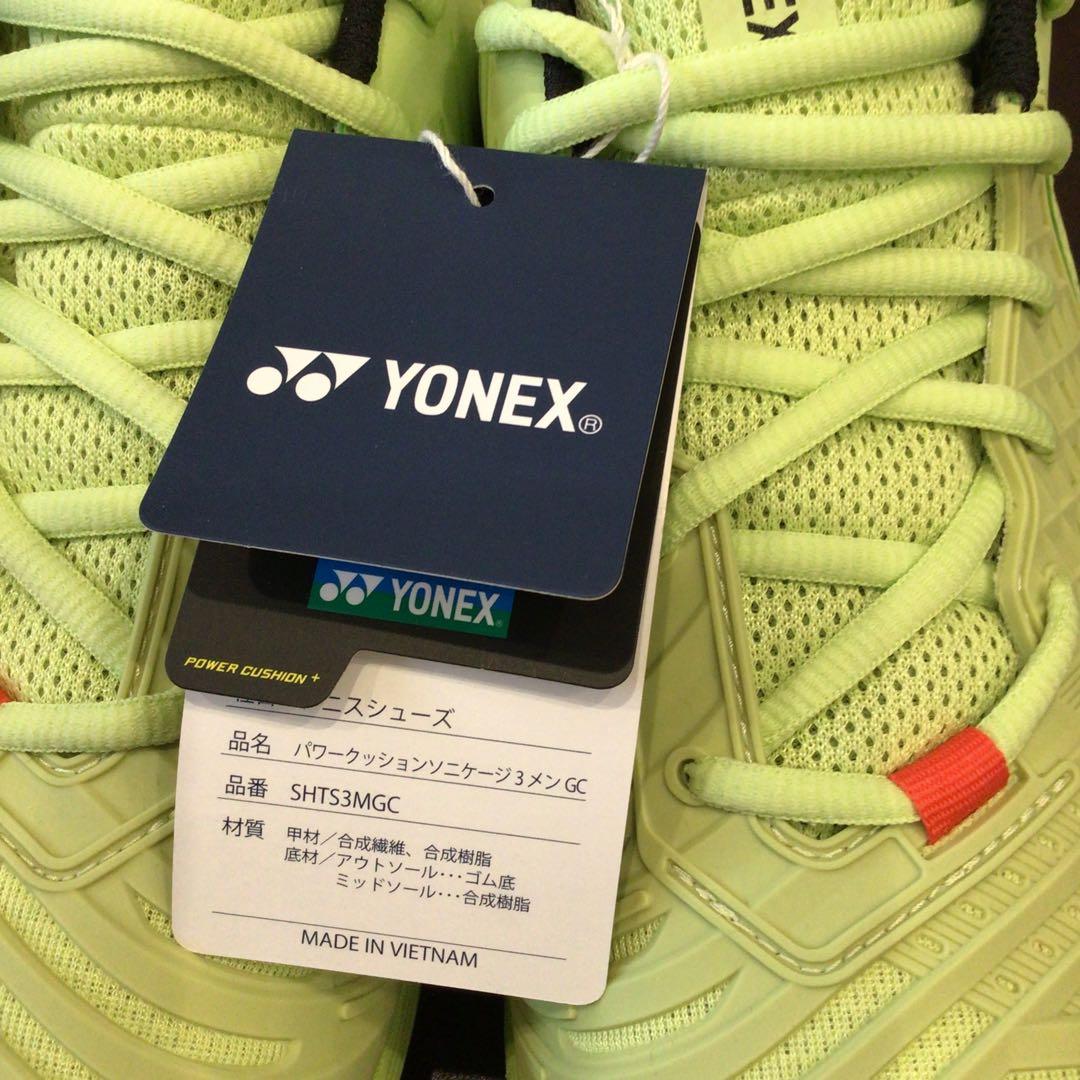 EX
YONEX®
YONEX®
POWER CUSHION +
ニスシューズ
品名 パワークッションソニケージ3メンGC
品番 SHTS3MGC
材質 甲材/合成繊維、合成樹脂
底材/アウトソール・・・ゴム底
ミッドソール・・・合成樹脂
MADE IN VIETNAM